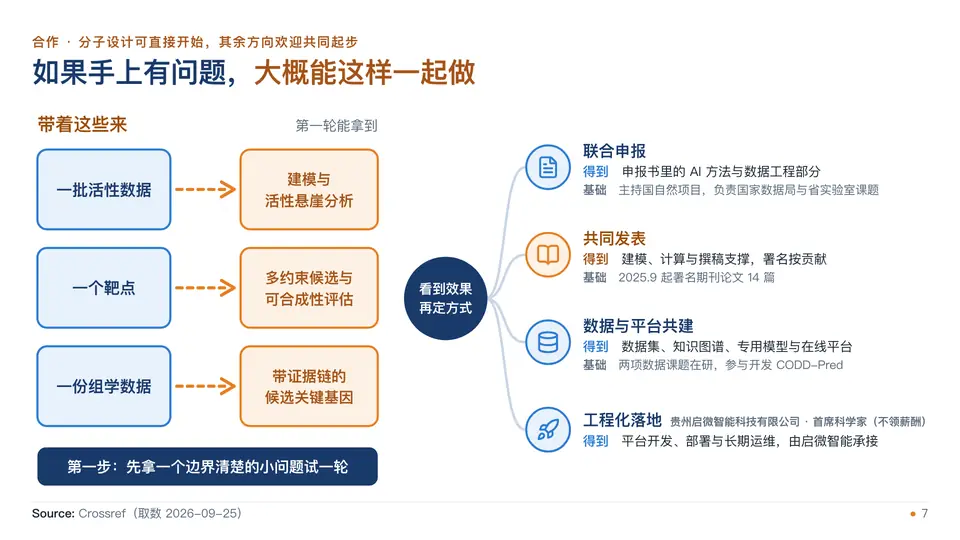 合作 · 分子设计可直接开始，其余方向欢迎共同起步
如果手上有问题，大概能这样一起做
带着这些来
第一轮能拿到
一批活性数据
建模与
活性悬崖分析
一个靶点
多约束候选与
可合成性评估
一份组学数据
带证据链的
候选关键基因
第一步：先拿一个边界清楚的小问题试一轮
看到效果
再定方式
联合申报
得到 申报书里的 AI 方法与数据工程部分
基础 主持国自然项目，负责国家数据局与省实验室课题
共同发表
得到 建模、计算与撰稿支撑，署名按贡献
基础 2025.9 起署名期刊论文 14 篇
数据与平台共建
得到 数据集、知识图谱、专用模型与在线平台
基础 两项数据课题在研，参与开发 CODD-Pred
工程化落地 贵州启微智能科技有限公司 · 首席科学家（不领薪酬）
得到 平台开发、部署与长期运维，由启微智能承接
Source: Crossref（取数 2026-09-25）
7